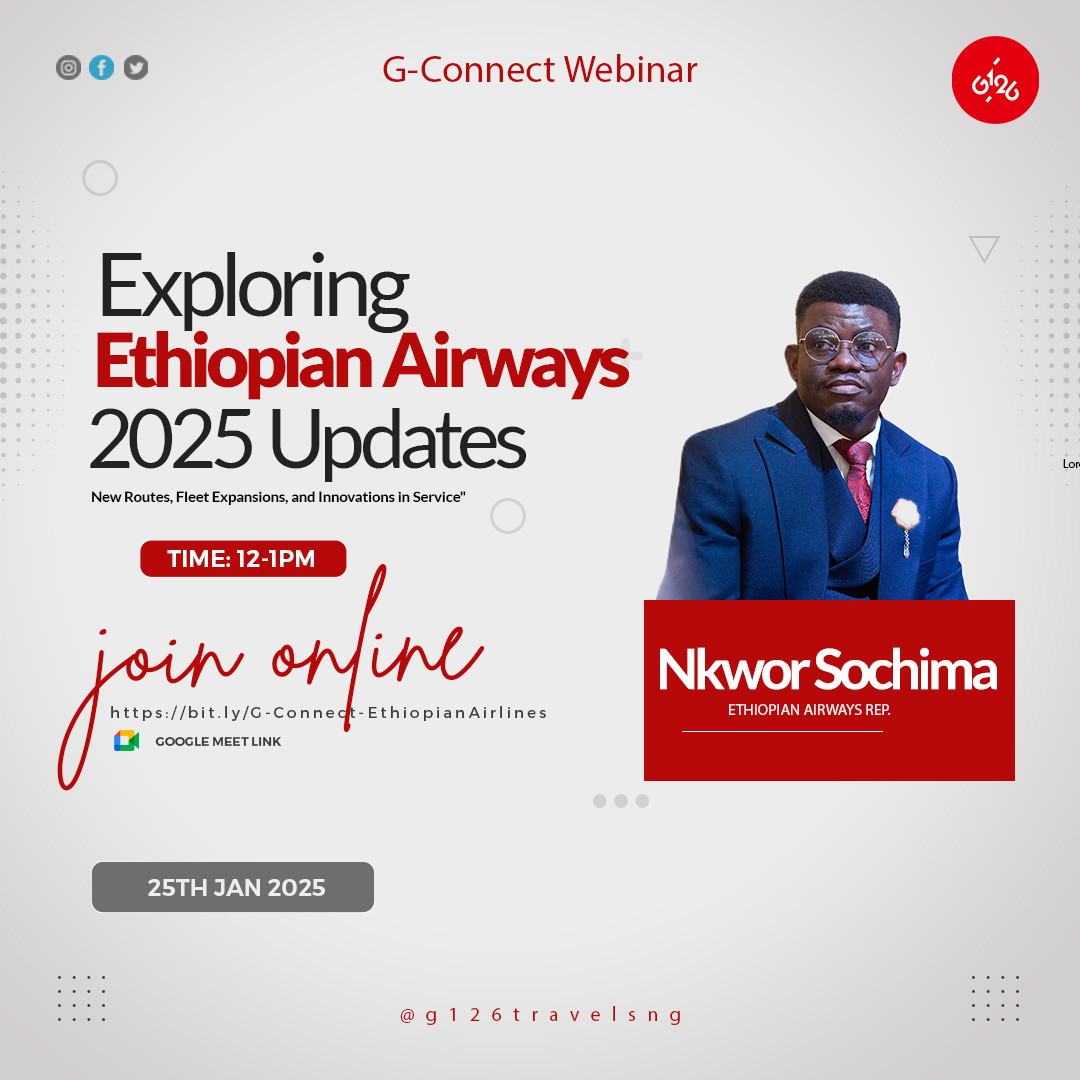 G-Connect Webinar
G126
Exploring
Ethiopian Airways
2025 Updates
New Routes, Fleet Expansions, and Innovations in Service"
Lore
TIME: 12-1PM
join online
https://bit.ly/G-Connect-EthiopianAirlines
GOOGLE MEET LINK
Nkwor Sochima
ETHIOPIAN AIRWAYS REP.
25TH JAN 2025
@g126travelsng